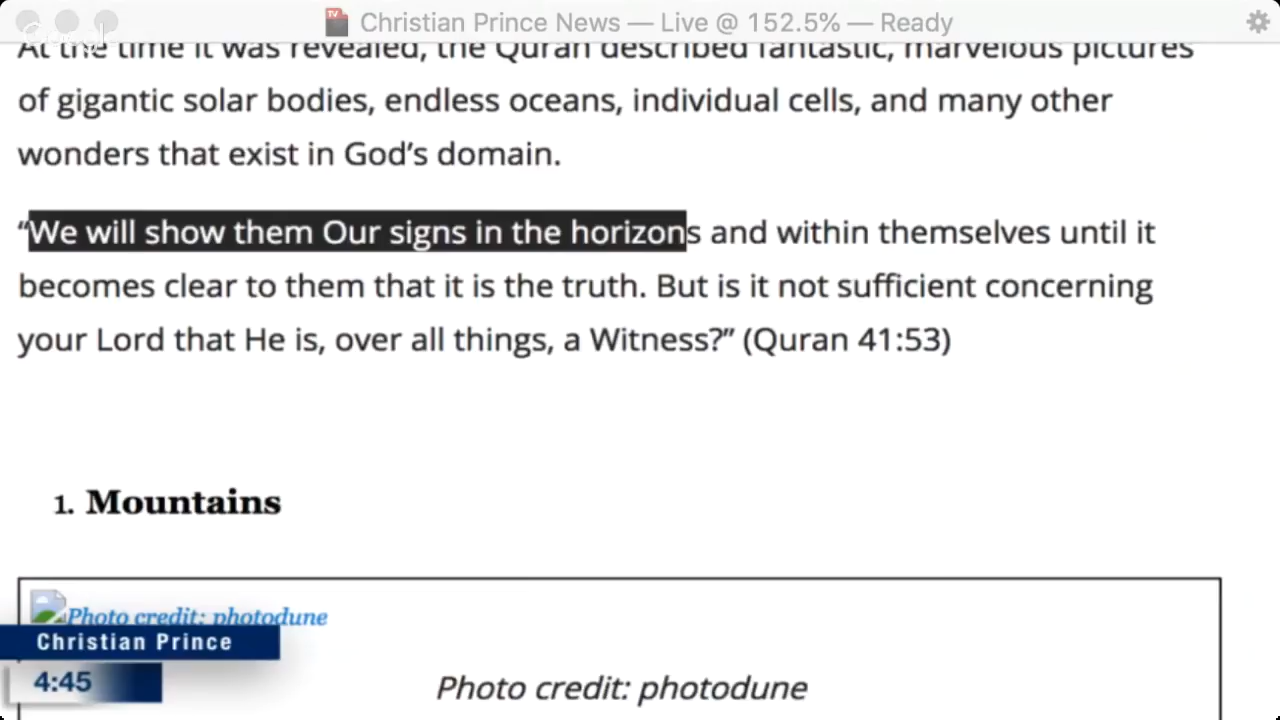 Christian Prince News — Live @ 152.5% — Ready
Google
At the time it was revealed, the Quran described fantastic, marvelous pictures
of gigantic solar bodies, endless oceans, individual cells, and many other
wonders that exist in God’s domain.
“We will show them Our signs in the horizons and within themselves until it
becomes clear to them that it is the truth. But is it not sufficient concerning
your Lord that He is, over all things, a Witness?” (Quran 41:53)
1. Mountains
Photo credit: photodune
Christian Prince
4:45
Photo credit: photodune